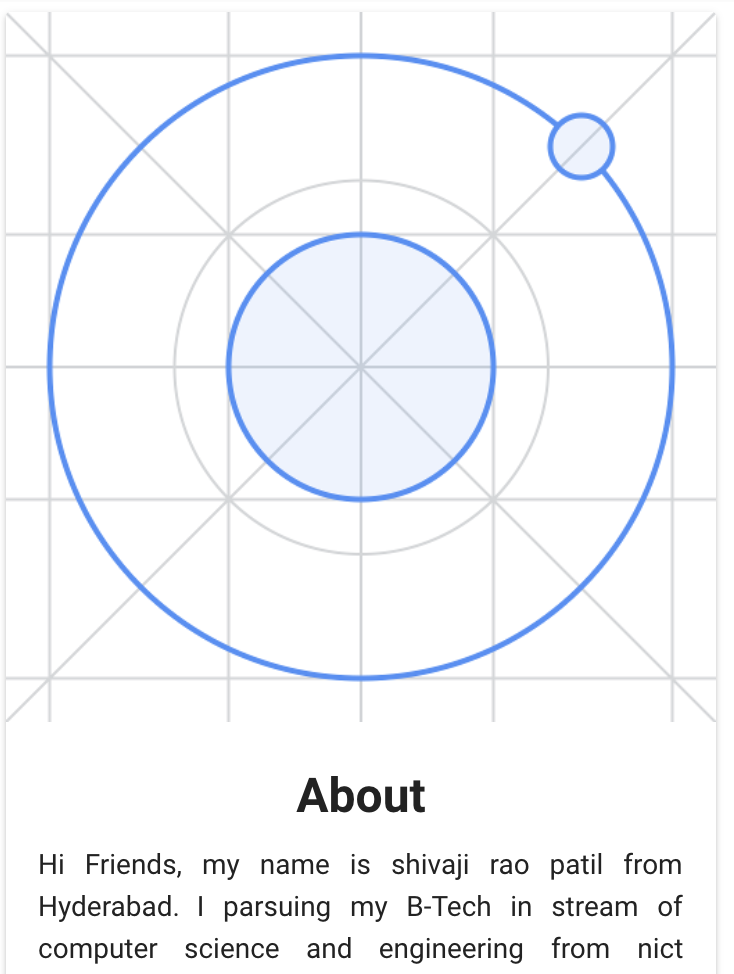 About
Hi Friends, my name is shivaji rao patil from
Hyderabad. I parsuing my B-Tech in stream of
computer science and engineering from nict